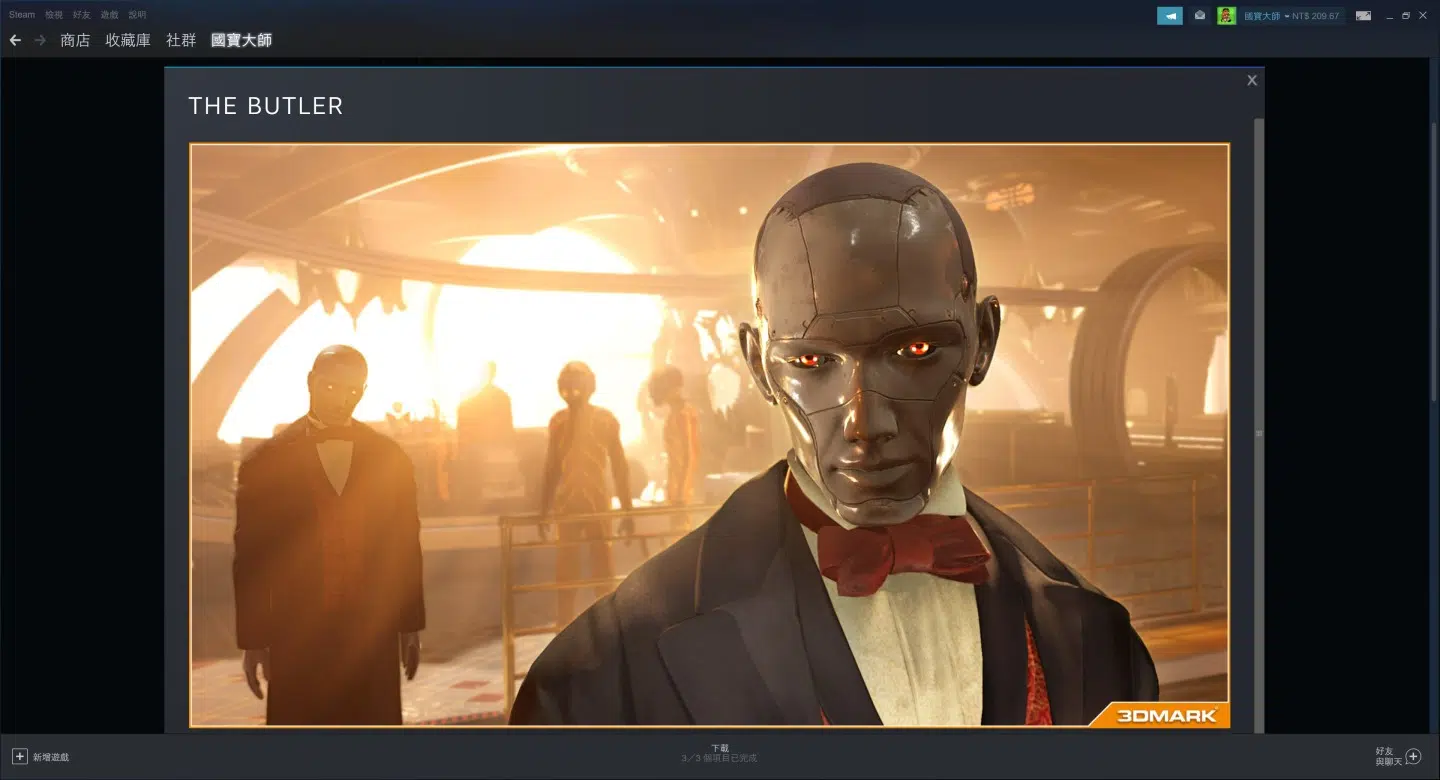 Steam 檢視 好友 遊戲 說明
國寶大師 NT$ 209.67
商店 收藏庫 社群 國寶大師
X
THE BUTLER
3DMARK
新增遊戲
下載
3／3 個項目已完成
好友
與聊天